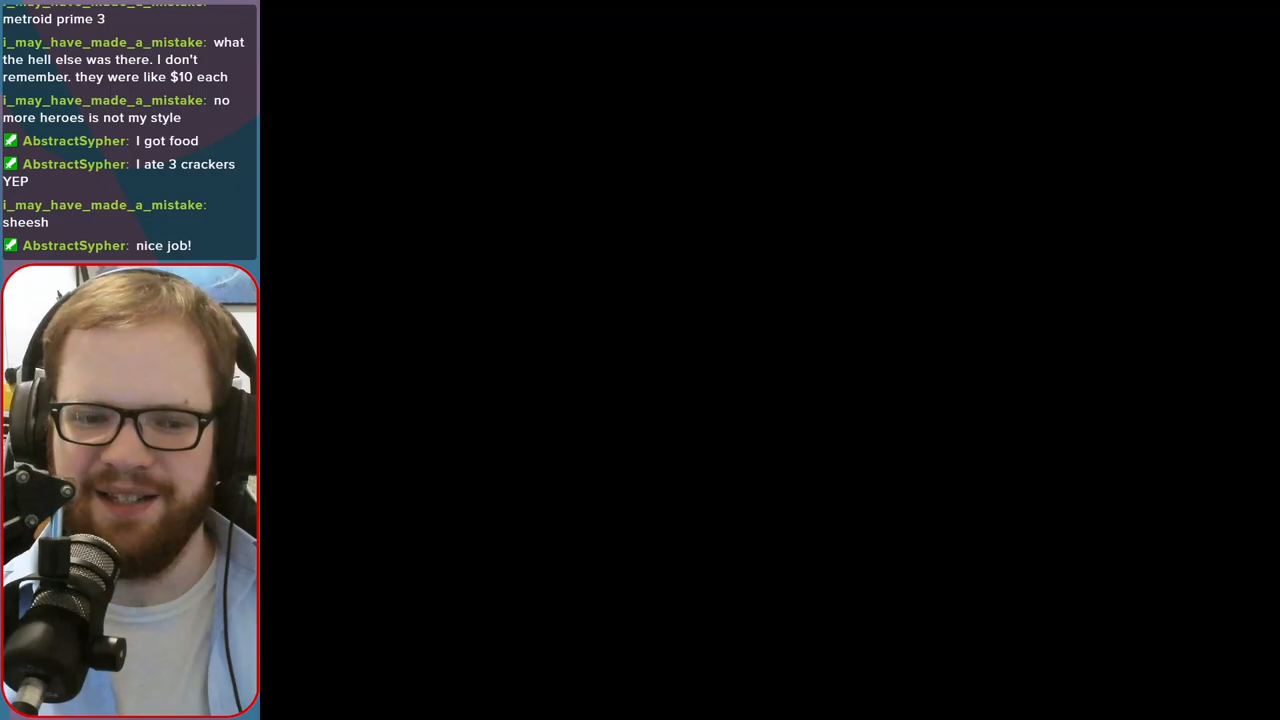 i_may_have_made_a_mistake:
metroid prime 3
i_may_have_made_a_mistake: what
the hell else was there. I don't
remember. they were like $10 each
i_may_have_made_a_mistake: no
more heroes is not my style
AbstractSypher: I got food
AbstractSypher: I ate 3 crackers
YEP
i_may_have_made_a_mistake:
sheesh
AbstractSypher: nice job!